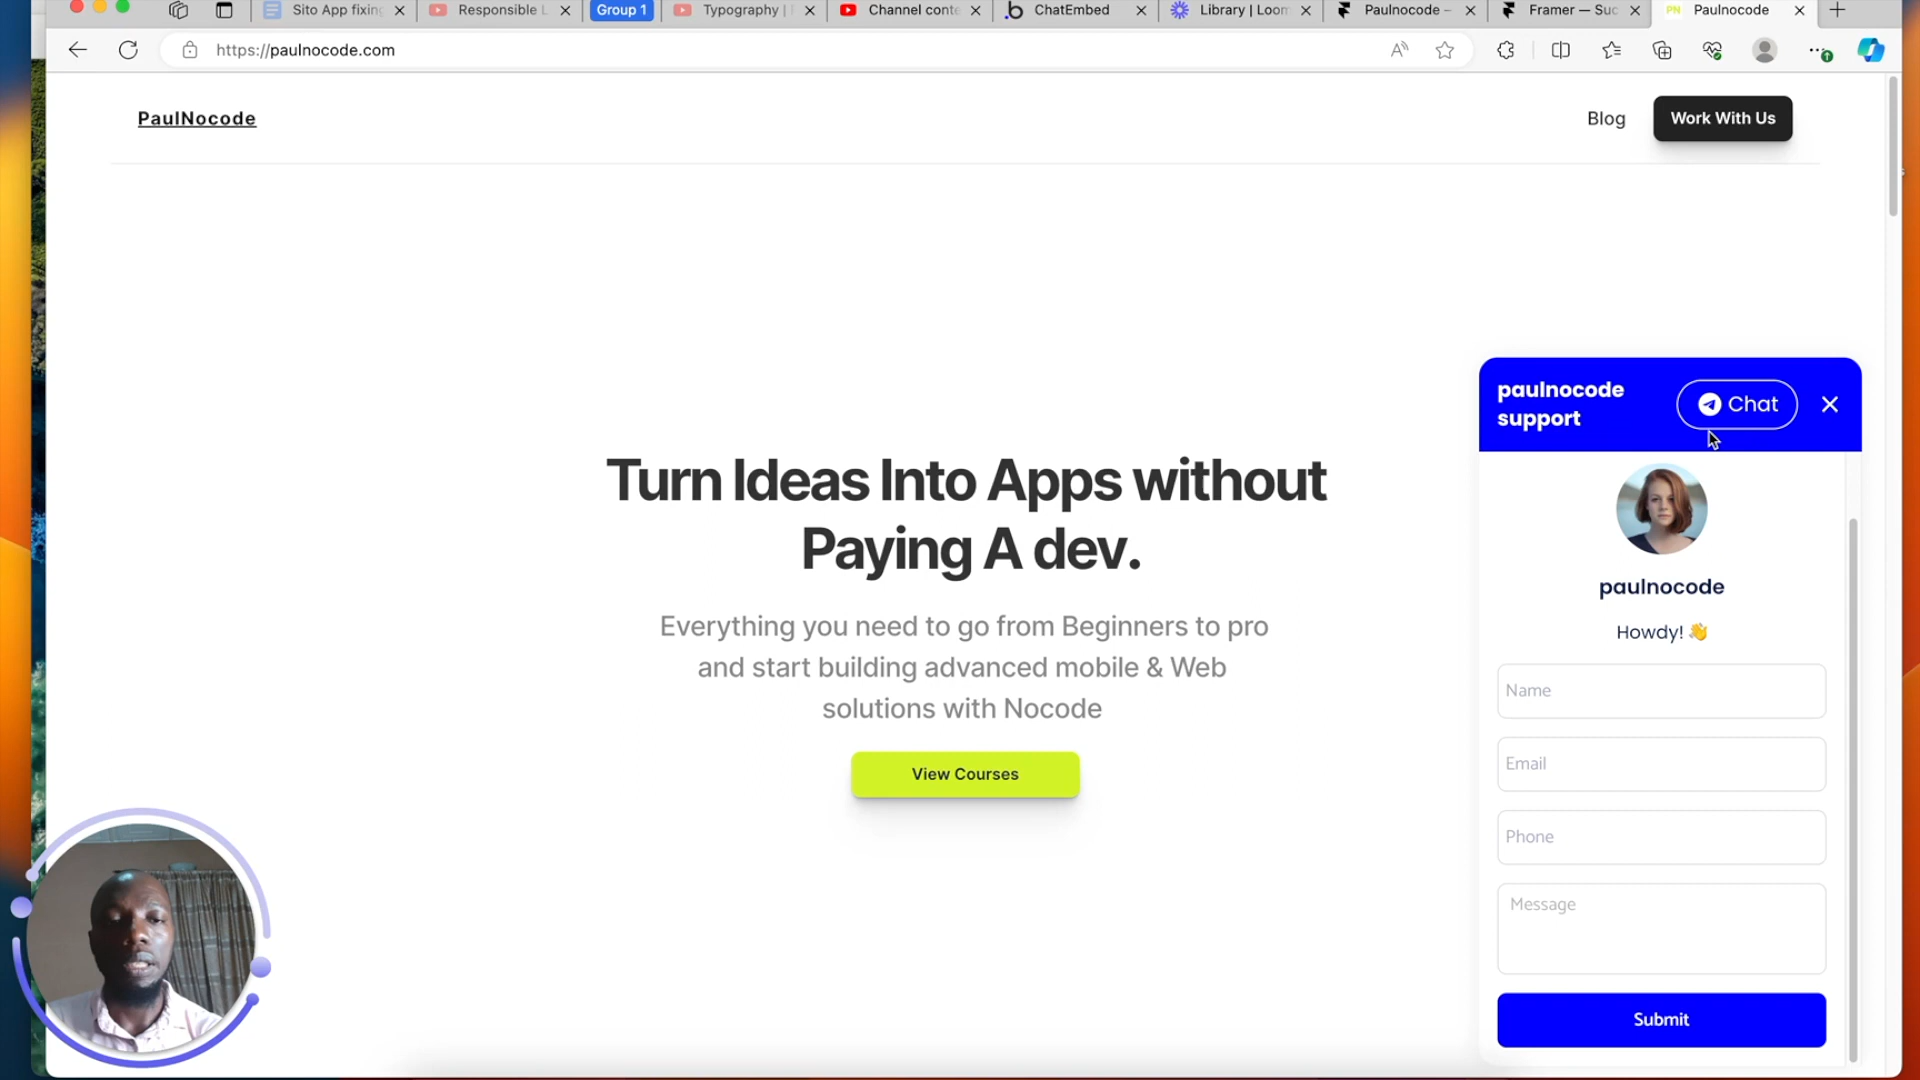 Sito App fixin
Responsible L
Group 1
Typography |
Channel conte
ChatEmbed
Library | Loom
Paulnocode –
Framer — Suc
PN
Paulnocode
https://paulnocode.com
PaulNocode
Blog
Work With Us
Turn Ideas Into Apps without
Paying A dev.
Everything you need to go from Beginners to pro
and start building advanced mobile & Web
solutions with Nocode
View Courses
paulnocode
support
Chat
paulnocode
Howdy! 👋
Name
Email
Phone
Message
Submit